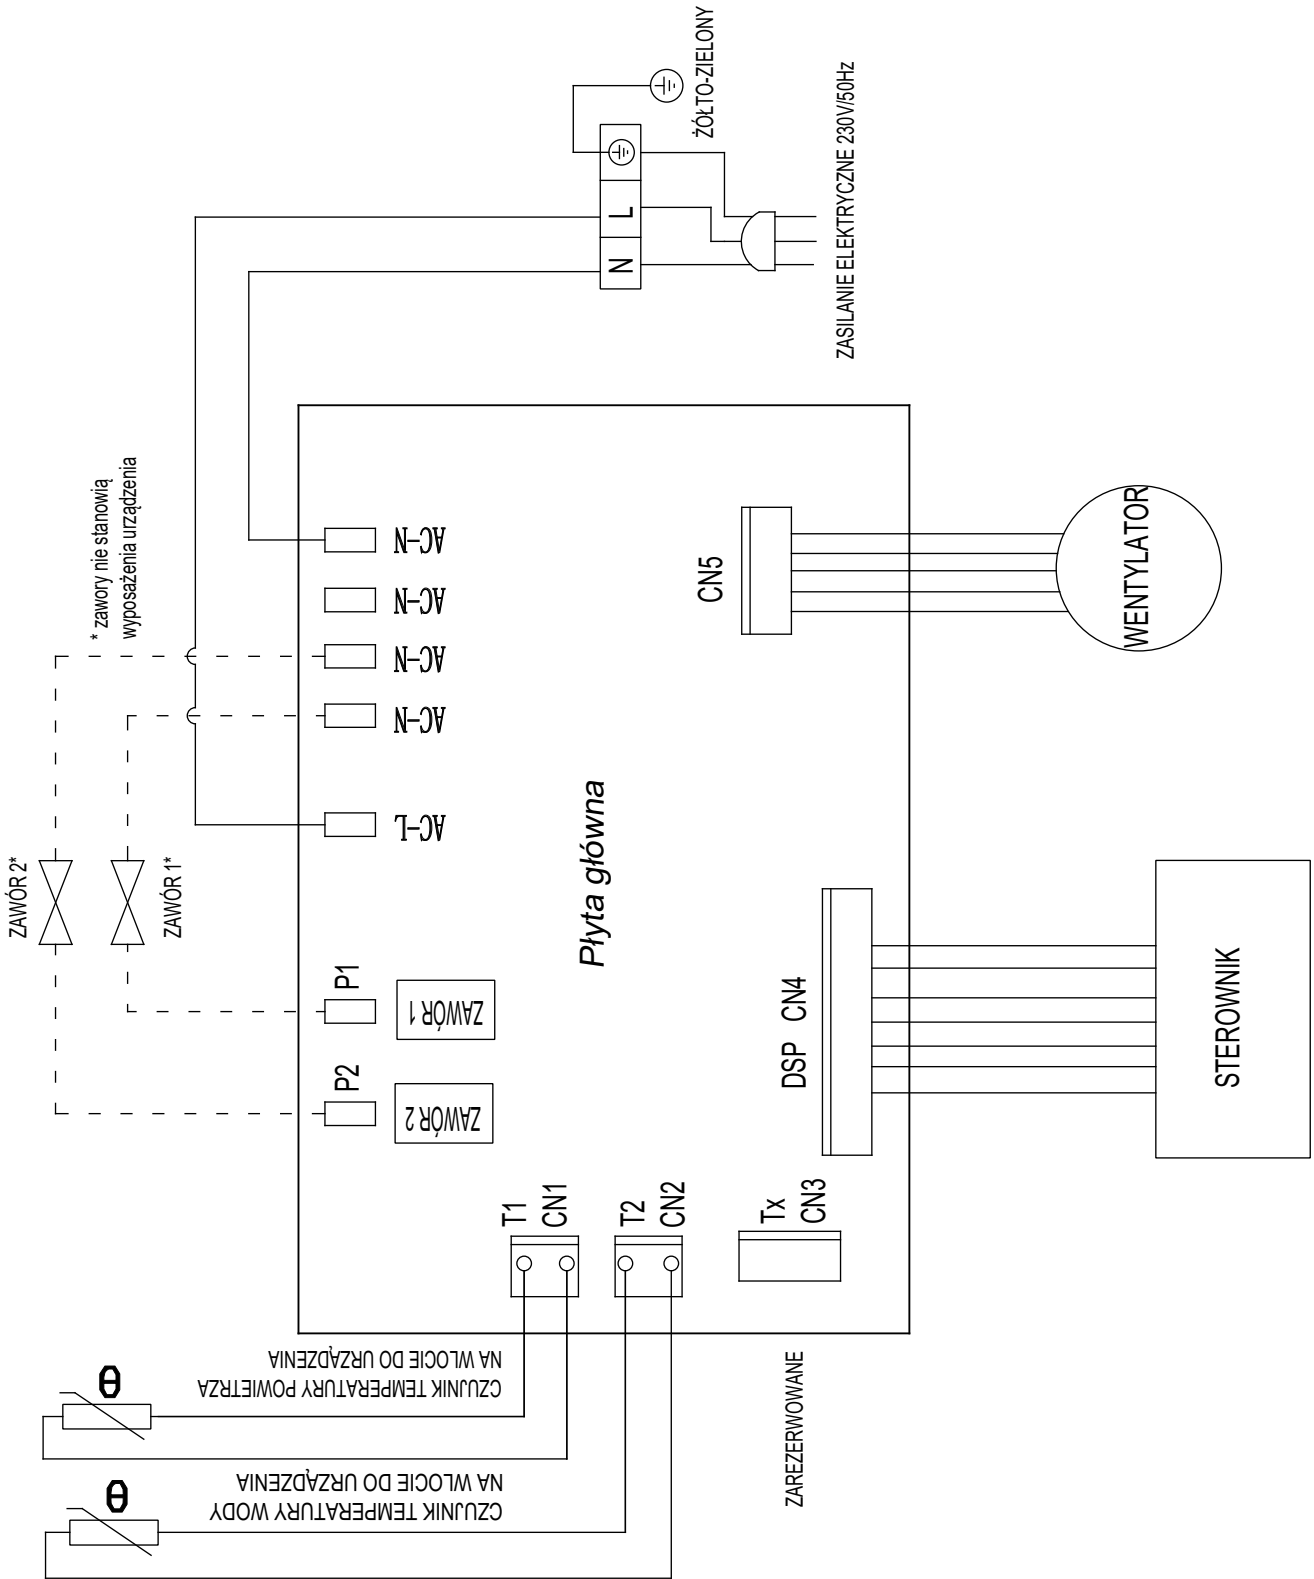 ŻÓŁTO-ZIELONY
ZASILANIE ELEKTRYCZNE 230V/50Hz
L
N
* zawory nie stanowią
wyposażenia urządzenia
AC-N
AC-N
AC-N
AC-N
AC-L
CN5
WENTYLATOR
Płyta główna
ZAWÓR 2*
ZAWÓR 1*
P1
ZAWÓR 1
P2
ZAWÓR 2
DSP CN4
STEROWNIK
T1
CN1
T2
CN2
Tx
CN3
ZAREZERWOWANE
θ
CZUJNIK TEMPERATURY POWIETRZA
NA WLOCIE DO URZĄDZENIA
θ
CZUJNIK TEMPERATURY WODY
NA WLOCIE DO URZĄDZENIA